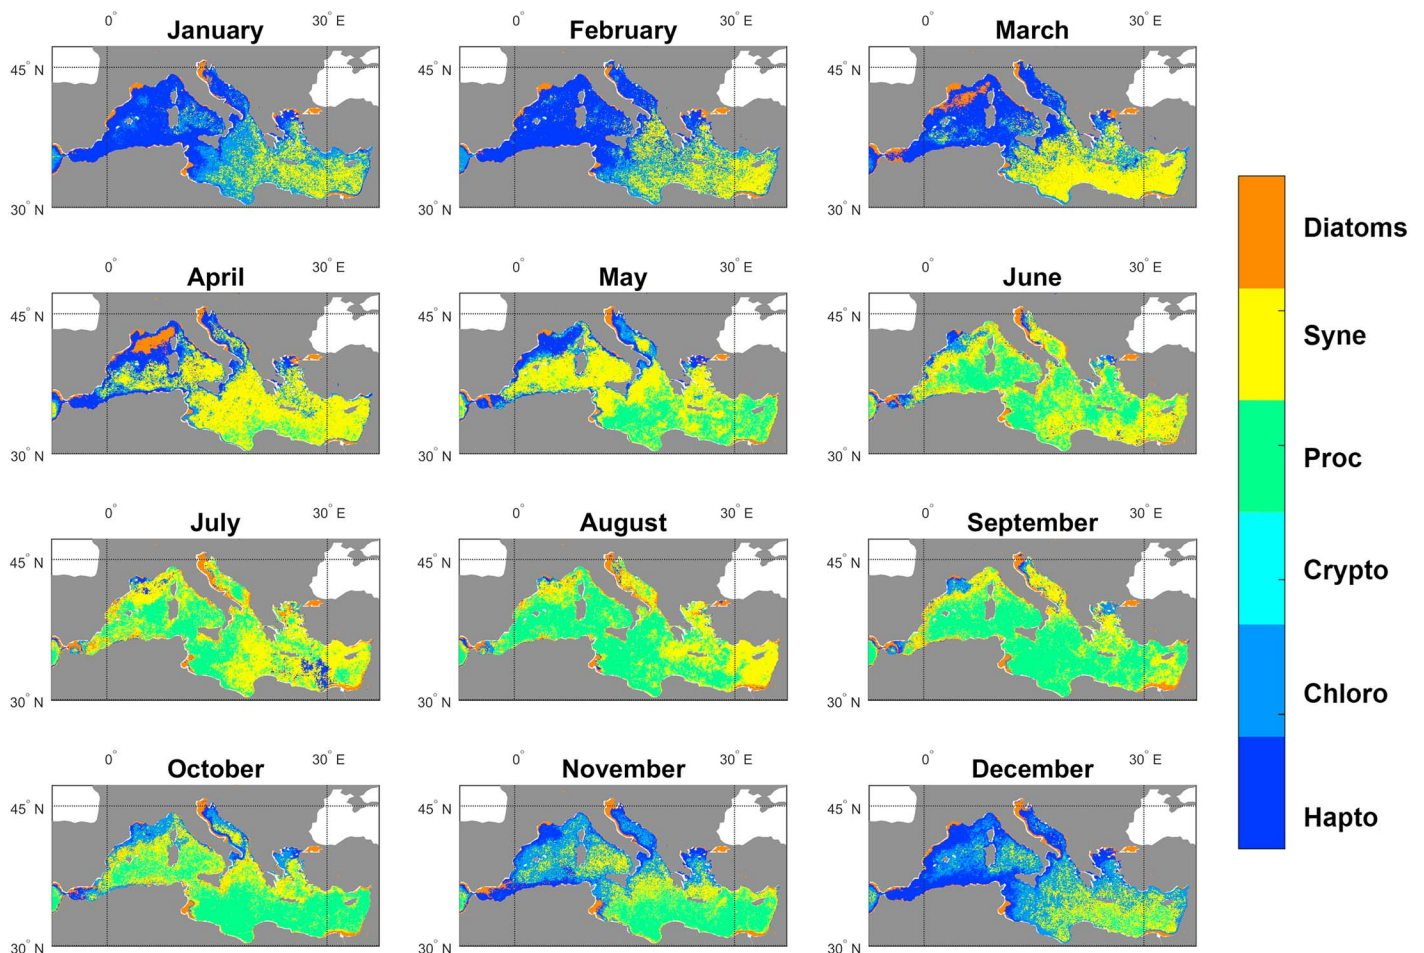 0° 30° E 0° 30° E 0° 30° E
January February March
45° N
30° N
0° 30° E 0° 30° E 0° 30° E
April May June
45° N
30° N
0° 30° E 0° 30° E 0° 30° E
July August September
45° N
30° N
0° 30° E 0° 30° E 0° 30° E
October November December
45° N
30° N
45° N
30° N
45° N
30° N
45° N
30° N
45° N
30° N
45° N
30° N
45° N
30° N
45° N
30° N
45° N
30° N
Diatoms
Syne
Proc
Crypto
Chloro
Hapto